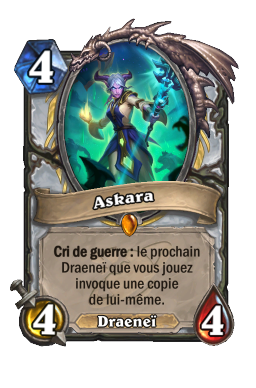 4
Askara
Cri de guerre : le prochain
Draeneï que vous jouez
invoque une copie
de lui-même.
4
Draeneï
4